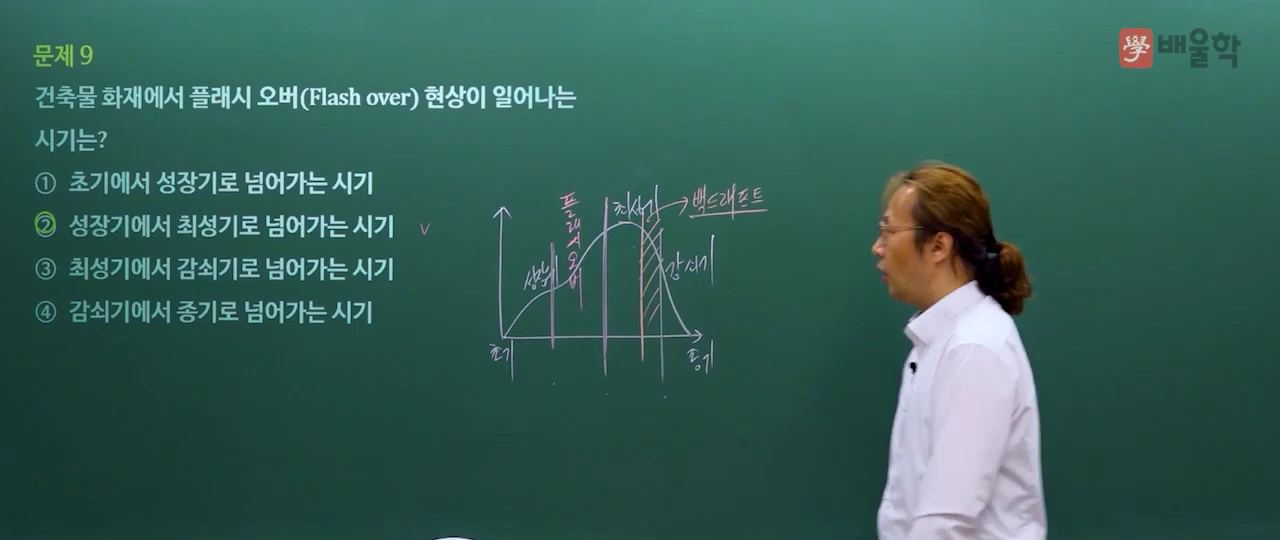 學 배울학
문제 9
건축물 화재에서 플래시 오버(Flash over) 현상이 일어나는
시기는?
① 초기에서 성장기로 넘어가는 시기
② 성장기에서 최성기로 넘어가는 시기
③ 최성기에서 감쇠기로 넘어가는 시기
④ 감쇠기에서 종기로 넘어가는 시기
플래시오버
최성기
백드래프트
성장기
감쇠기
초기
종기